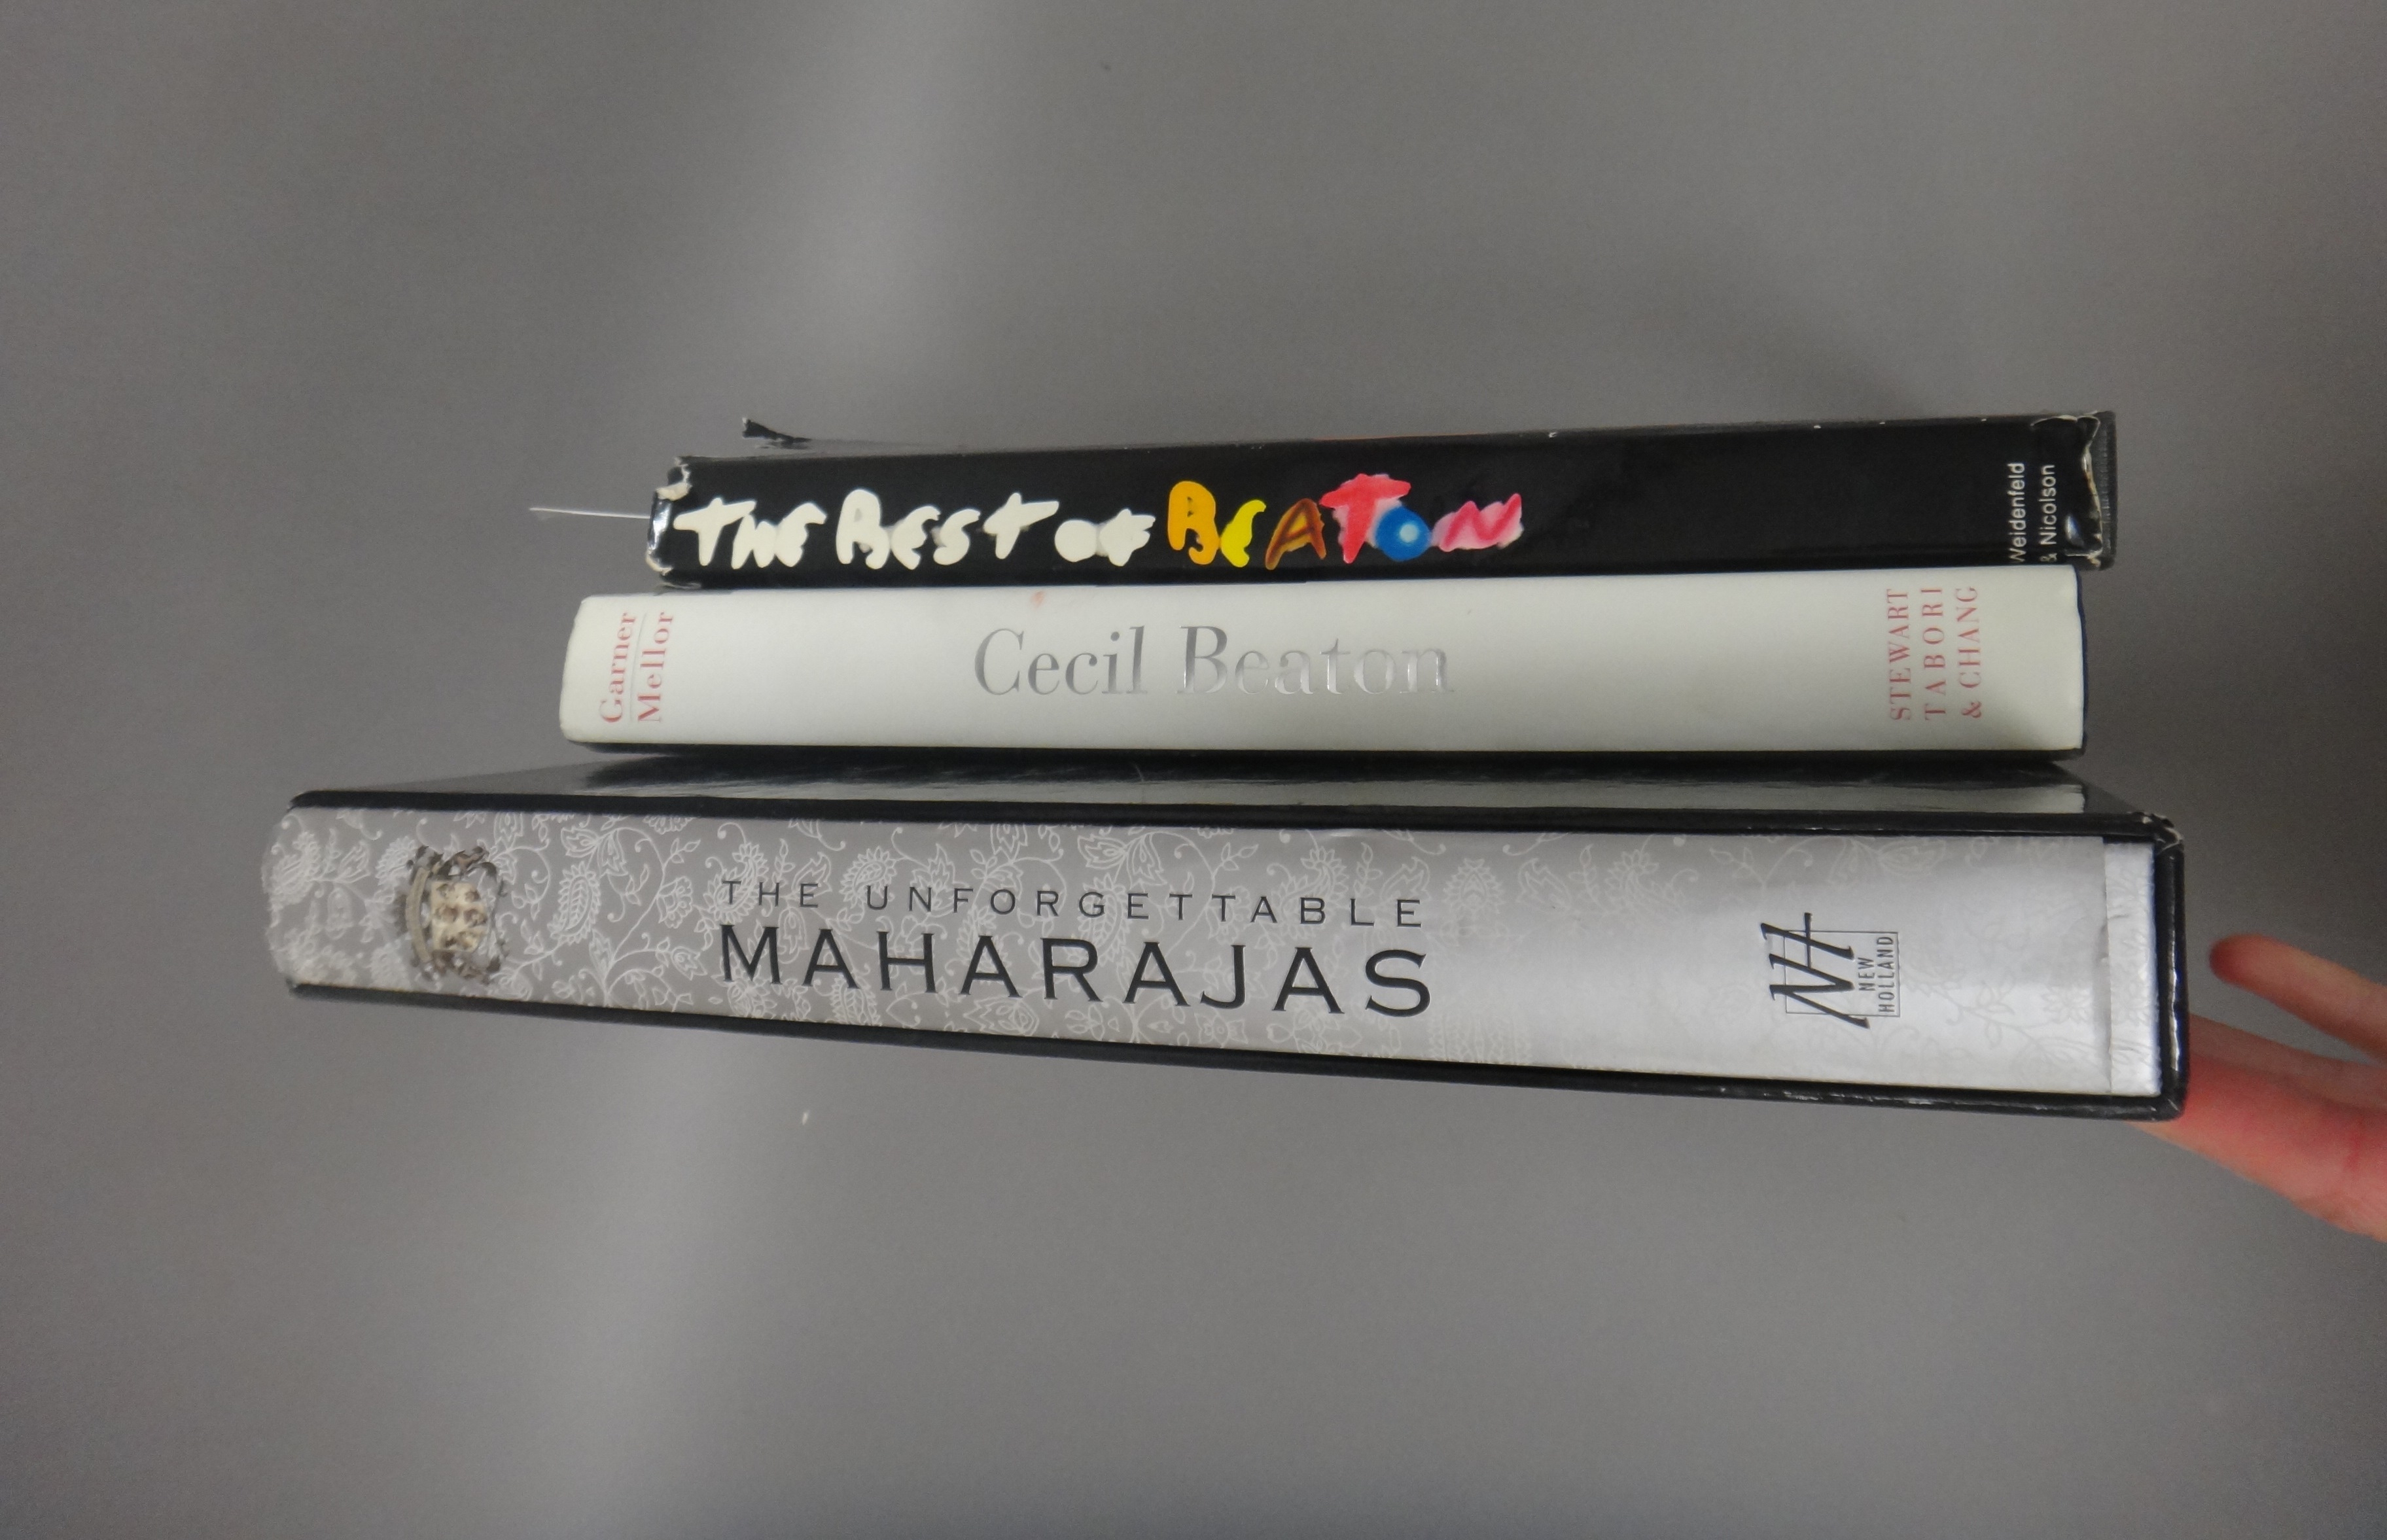 THE BEST OF BEATON
Weidenfeld
& Nicolson
Garner
Mellor
Cecil Beaton
STEWART
TABORI
& CHANG
THE UNFORGETTABLE
MAHARAJAS
NH
NEW
HOLLAND